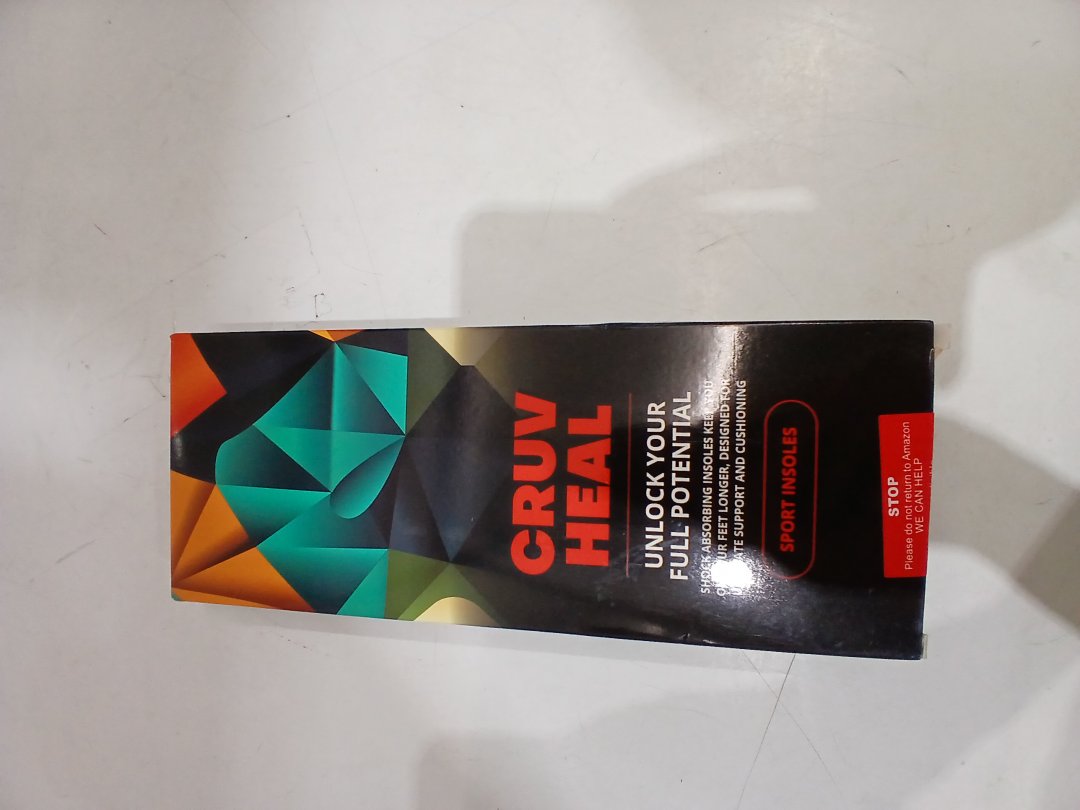 CRUV
HEAL
UNLOCK YOUR
FULL POTENTIAL
SHOCK ABSORBING INSOLES KEEP YOU
YOUR FEET LONGER, DESIGNED FOR
SUPPORT AND CUSHIONING
SPORT INSOLES
STOP
Please do not return to Amazon
WE CAN HELP